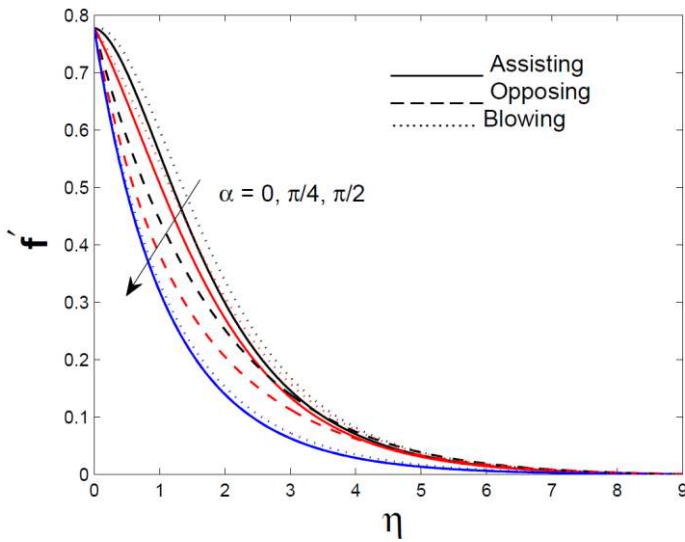 0.8
0.7
0.6
0.5
0.4
0.3
0.2
0.1
0
f′
Assisting
Opposing
Blowing
α = 0, π/4, π/2
0 1 2 3 4 5 6 7 8 9
η